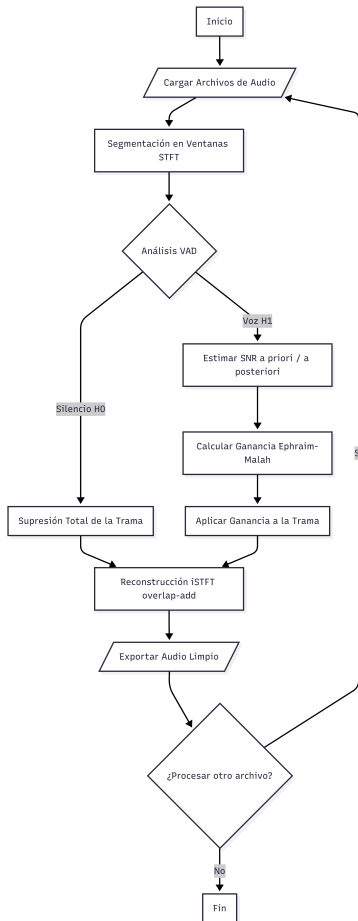 Inicio
Cargar Archivos de Audio
Segmentación en Ventanas
STFT
Análisis VAD
Voz H1
Estimar SNR a priori / a
posteriori
Silencio H0
Calcular Ganancia Ephraim-
Malah
Supresión Total de la Trama
Aplicar Ganancia a la Trama
Reconstrucción iSTFT
overlap-add
Exportar Audio Limpio
¿Procesar otro archivo?
No
Fin